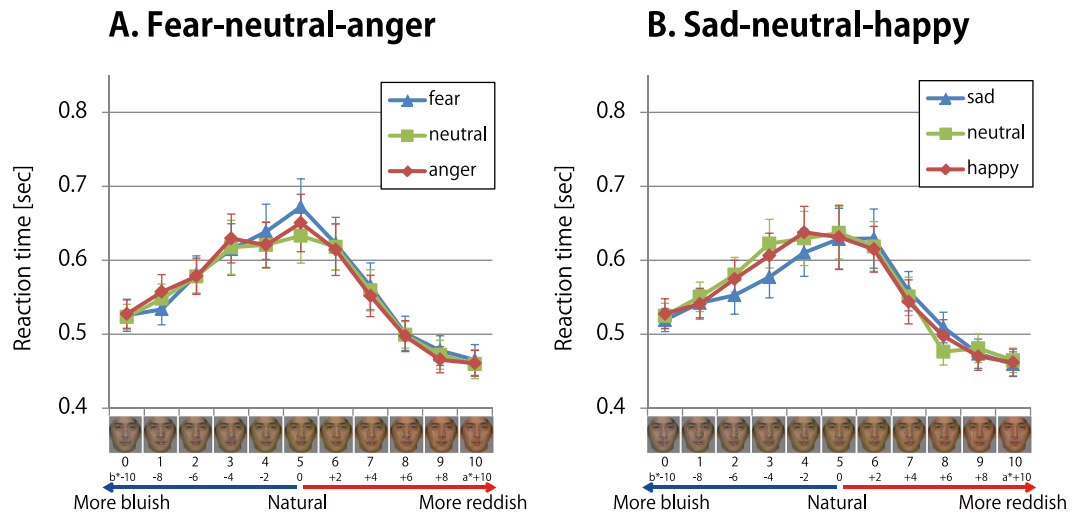 A. Fear-neutral-anger
Reaction time [sec]
0.8
0.7
0.6
0.5
0.4
fear
neutral
anger
0 1 2 3 4 5 6 7 8 9 10
b*-10 -8 -6 -4 -2 0 +2 +4 +6 +8 a*+10
More bluish Natural More reddish
B. Sad-neutral-happy
Reaction time [sec]
0.8
0.7
0.6
0.5
0.4
sad
neutral
happy
0 1 2 3 4 5 6 7 8 9 10
b*-10 -8 -6 -4 -2 0 +2 +4 +6 +8 a*+10
More bluish Natural More reddish